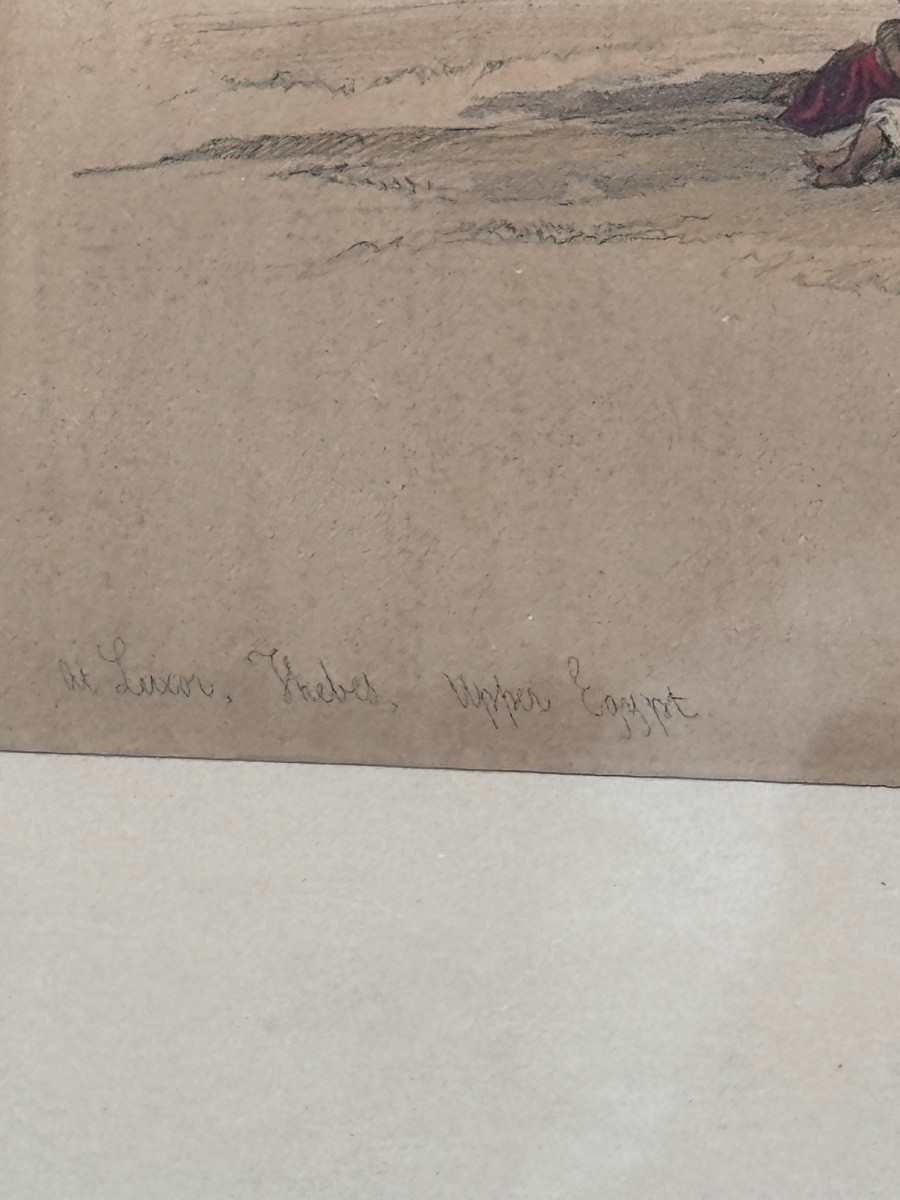 at Luxor, Thebes, Upper Egypt.